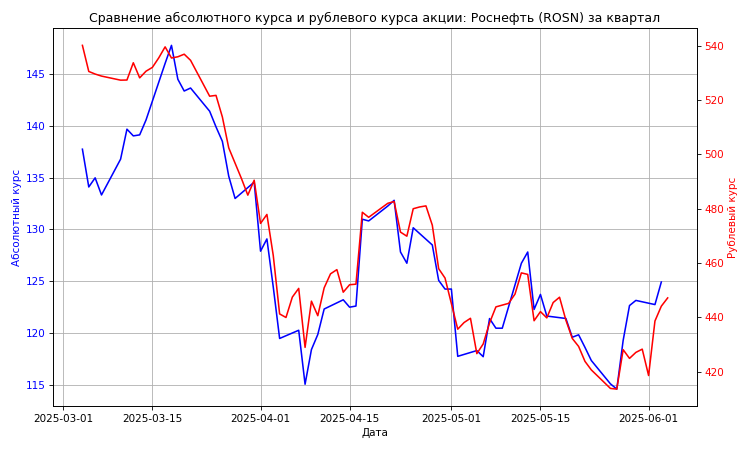 Сравнение абсолютного курса и рублевого курса акции: Роснефть (ROSN) за квартал
Абсолютный курс
145
140
135
130
125
120
115
540
520
500
480
460
440
420
Рублевый курс
2025-03-01 2025-03-15 2025-04-01 2025-04-15 2025-05-01 2025-05-15 2025-06-01
Дата